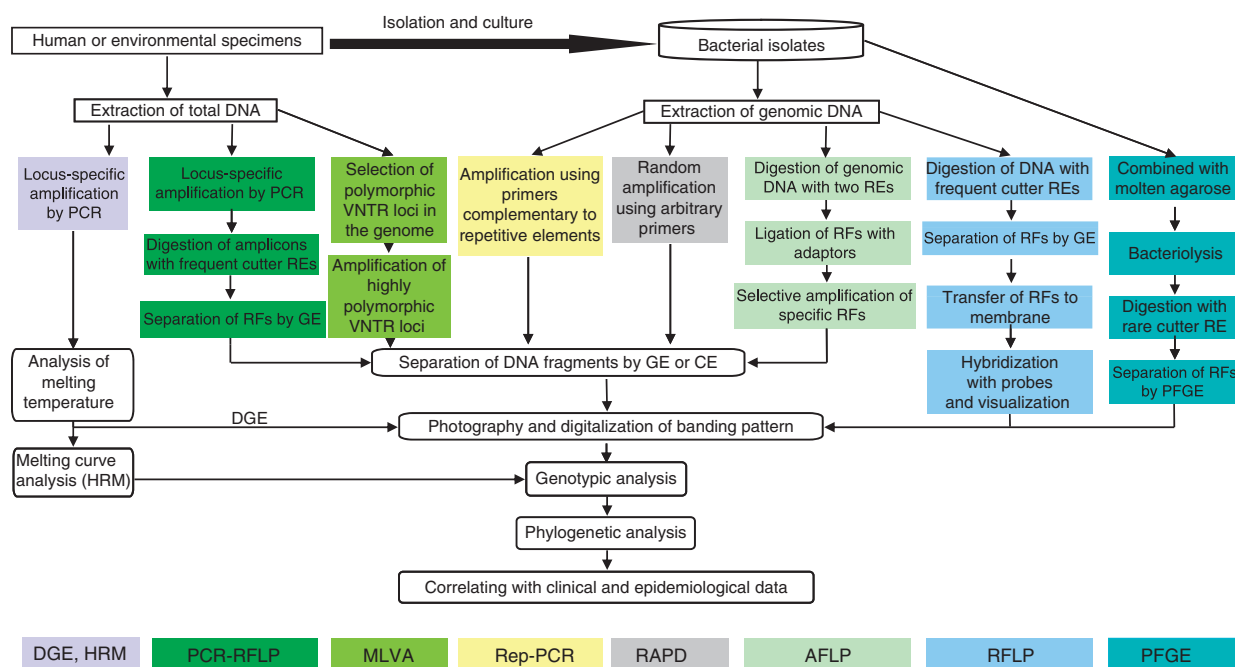 Isolation and culture
Human or environmental specimens
Bacterial isolates
Extraction of total DNA
Extraction of genomic DNA
Locus-specific
amplification
by PCR
Locus-specific
amplification by PCR
Digestion of amplicons
with frequent cutter REs
Separation of RFs by GE
Selection of
polymorphic
VNTR loci in
the genome
Amplification of
highly
polymorphic
VNTR loci
Amplification using
primers
complementary to
repetitive elements
Random
amplification
using arbitrary
primers
Digestion of genomic
DNA with two REs
Ligation of RFs with
adaptors
Selective amplification of
specific RFs
Digestion of DNA with
frequent cutter REs
Separation of RFs by GE
Transfer of RFs to
membrane
Hybridization
with probes
and visualization
Combined with
molten agarose
Bacteriolysis
Digestion with
rare cutter RE
Separation of RFs
by PFGE
Analysis of
melting
temperature
Separation of DNA fragments by GE or CE
DGE
Photography and digitalization of banding pattern
Melting curve
analysis (HRM)
Genotypic analysis
Phylogenetic analysis
Correlating with clinical and epidemiological data
DGE, HRM
PCR-RFLP
MLVA
Rep-PCR
RAPD
AFLP
RFLP
PFGE